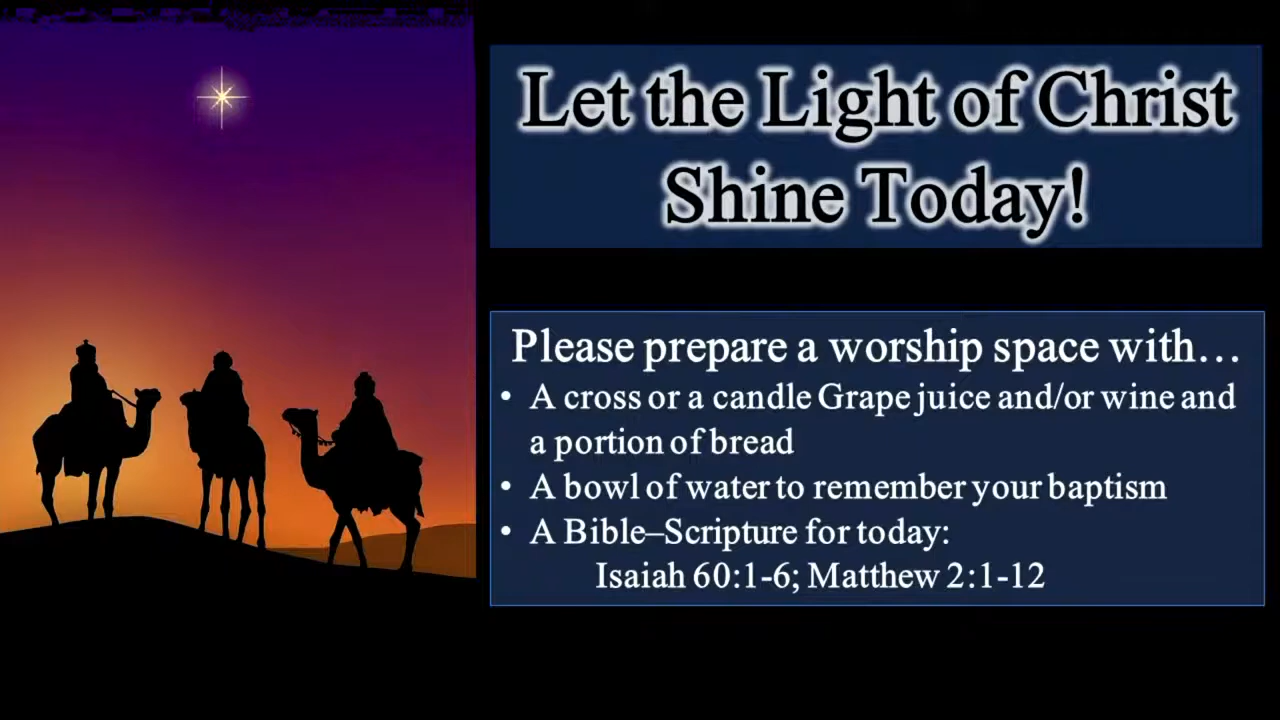 Let the Light of Christ
Shine Today!
Please prepare a worship space with…
• A cross or a candle Grape juice and/or wine and
a portion of bread
• A bowl of water to remember your baptism
• A Bible–Scripture for today:
Isaiah 60:1-6; Matthew 2:1-12